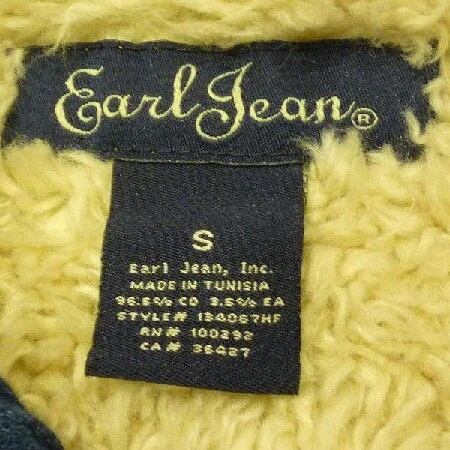 Earl Jean®
S
Earl Jean, Inc.
MADE IN TUNISIA
96.5% CO 3.5% EA
STYLE# 134067HF
RN# 100292
CA# 36427